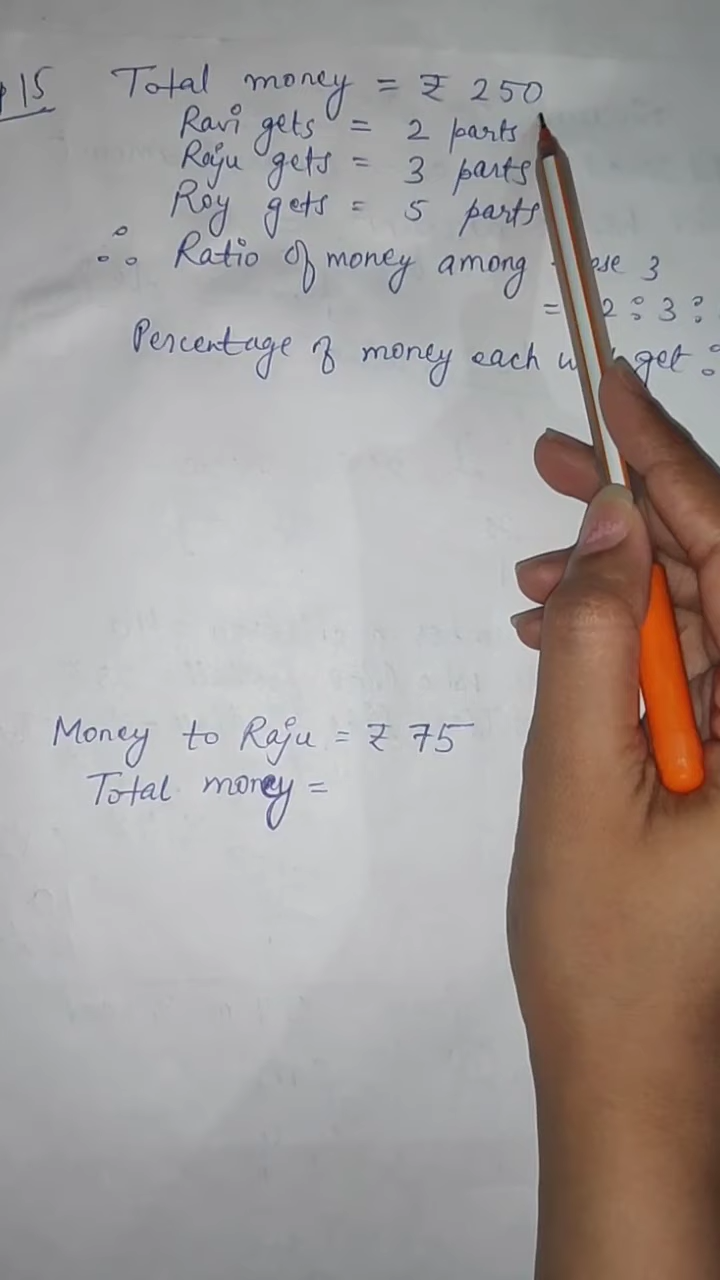 15 Total money = ₹ 250
Ravi gets = 2 parts
Raju gets = 3 parts
Roy gets = 5 parts
∴ Ratio of money among 3
= 2 : 3 :
Percentage of money each get :
Money to Raju = ₹ 75
Total money =